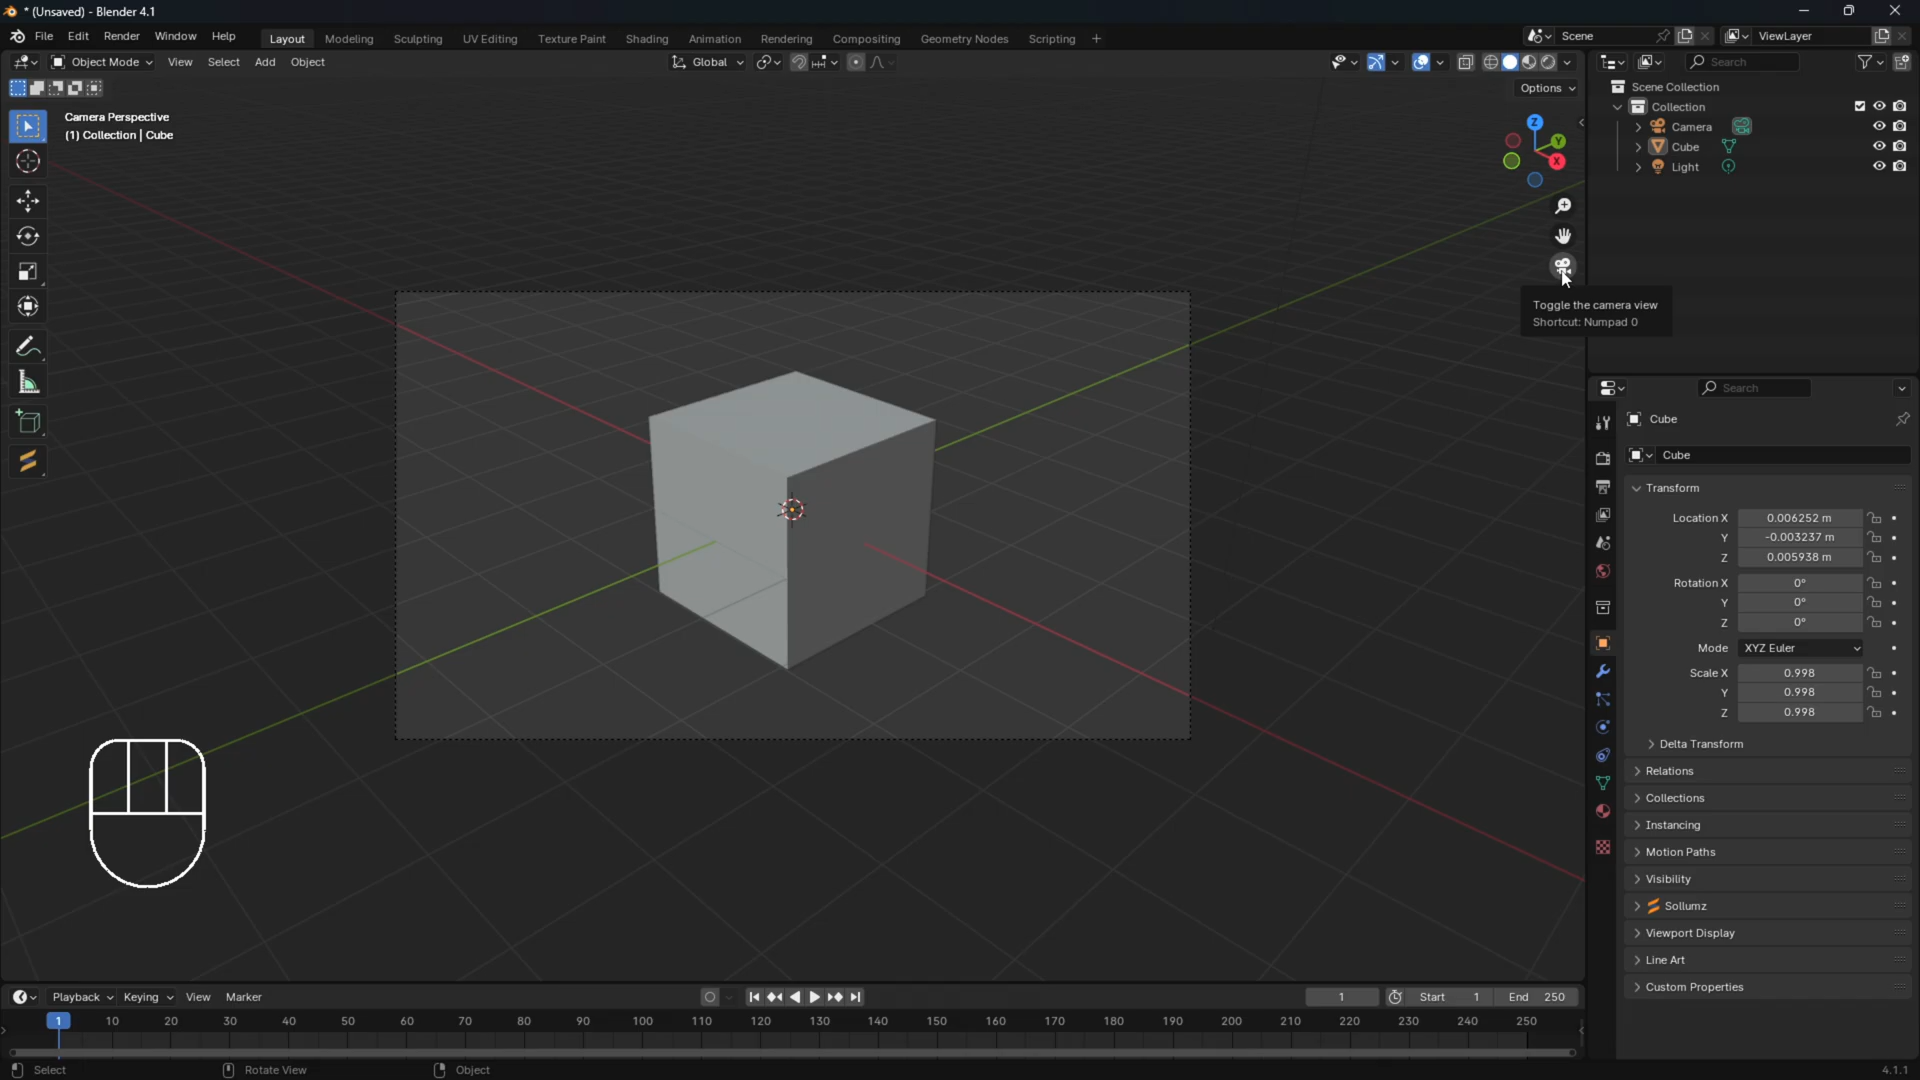 * (Unsaved) - Blender 4.1
File Edit Render Window Help
Layout Modeling Sculpting UV Editing Texture Paint Shading Animation Rendering Compositing Geometry Nodes Scripting +
Scene
ViewLayer
Object Mode View Select Add Object
Global
Search
Options
Camera Perspective
(1) Collection | Cube
Z
Y
X
Scene Collection
Collection
Camera
Cube
Light
Toggle the camera view
Shortcut: Numpad 0
Search
Cube
Cube
Transform
Location X 0.006252 m
Y -0.003237 m
Z 0.005938 m
Rotation X 0°
Y 0°
Z 0°
Mode XYZ Euler
Scale X 0.998
Y 0.998
Z 0.998
Delta Transform
Relations
Collections
Instancing
Motion Paths
Visibility
Sollumz
Viewport Display
Line Art
Custom Properties
Playback Keying View Marker
1 Start 1 End 250
1 10 20 30 40 50 60 70 80 90 100 110 120 130 140 150 160 170 180 190 200 210 220 230 240 250
Select Rotate View Object
4.1.1